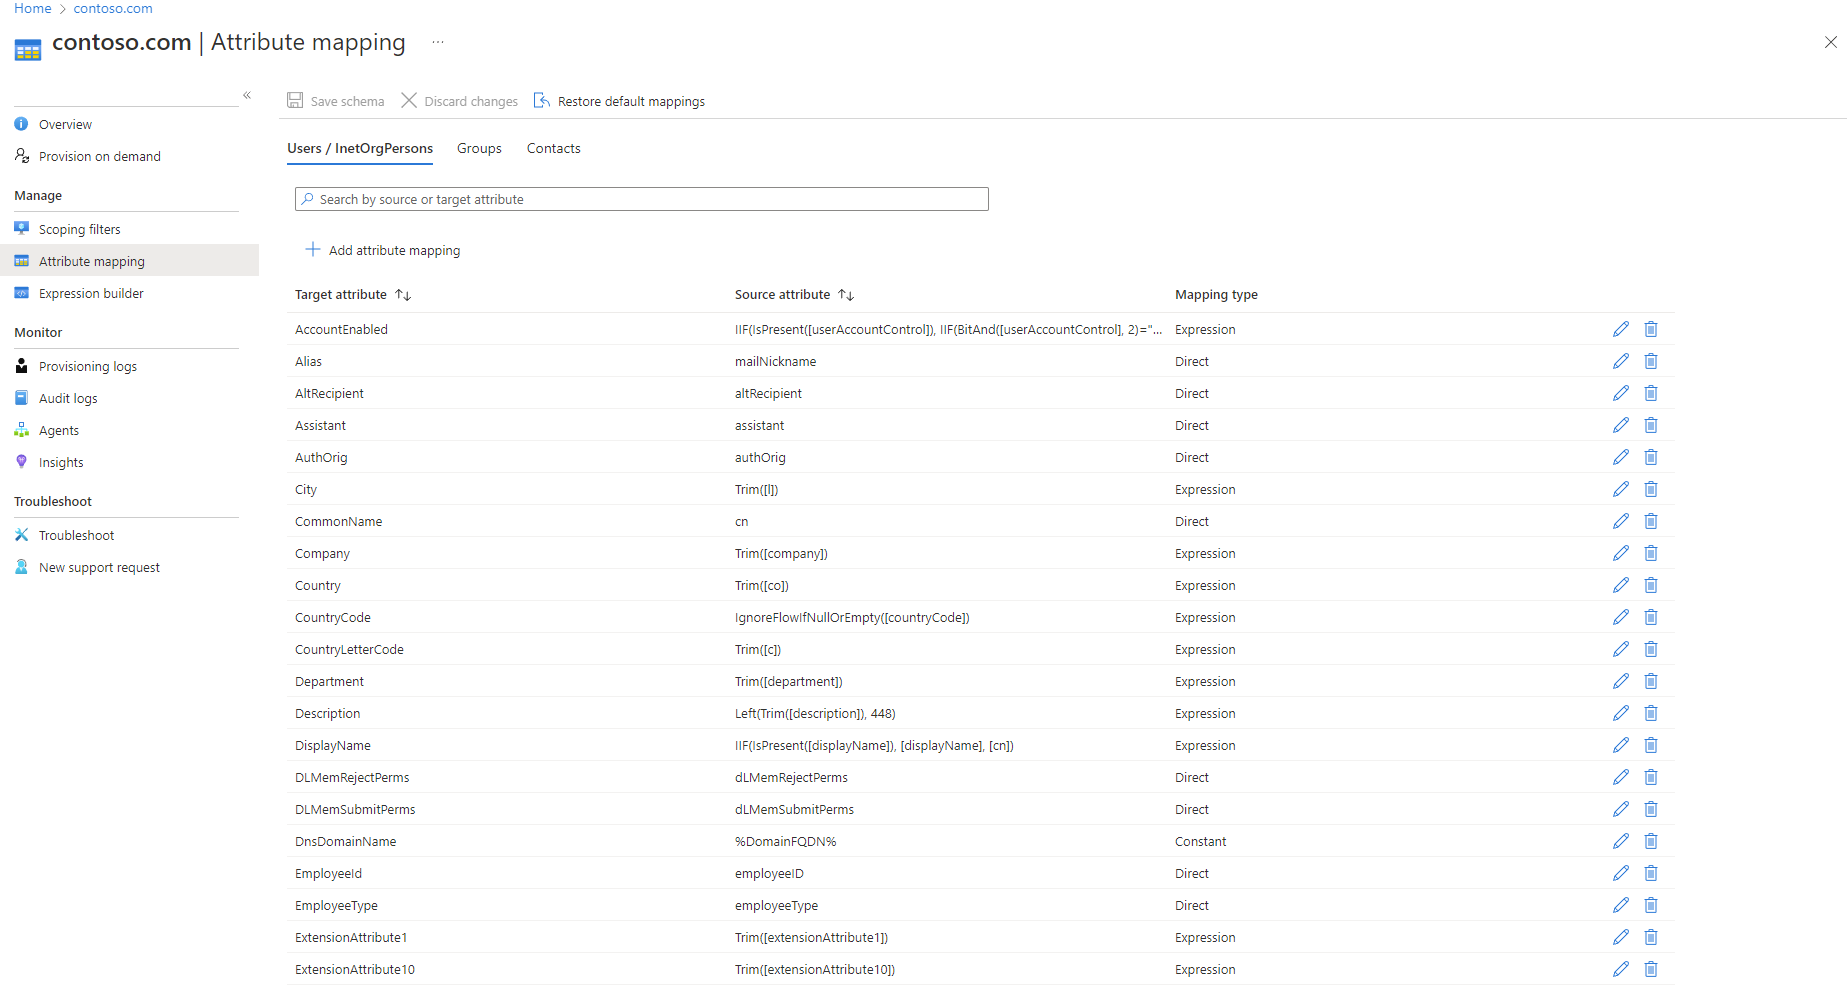 Home > contoso.com
contoso.com | Attribute mapping ...
«
Overview
Provision on demand
Manage
Scoping filters
Attribute mapping
Expression builder
Monitor
Provisioning logs
Audit logs
Agents
Insights
Troubleshoot
Troubleshoot
New support request
Save schema Discard changes Restore default mappings
Users / InetOrgPersons Groups Contacts
Search by source or target attribute
+ Add attribute mapping
Target attribute ↑↓ Source attribute ↑↓ Mapping type
AccountEnabled IIF(IsPresent([userAccountControl]), IIF(BitAnd([userAccountControl], 2)="... Expression
Alias mailNickname Direct
AltRecipient altRecipient Direct
Assistant assistant Direct
AuthOrig authOrig Direct
City Trim([l]) Expression
CommonName cn Direct
Company Trim([company]) Expression
Country Trim([co]) Expression
CountryCode IgnoreFlowIfNullOrEmpty([countryCode]) Expression
CountryLetterCode Trim([c]) Expression
Department Trim([department]) Expression
Description Left(Trim([description]), 448) Expression
DisplayName IIF(IsPresent([displayName]), [displayName], [cn]) Expression
DLMemRejectPerms dLMemRejectPerms Direct
DLMemSubmitPerms dLMemSubmitPerms Direct
DnsDomainName %DomainFQDN% Constant
EmployeeId employeeID Direct
EmployeeType employeeType Direct
ExtensionAttribute1 Trim([extensionAttribute1]) Expression
ExtensionAttribute10 Trim([extensionAttribute10]) Expression